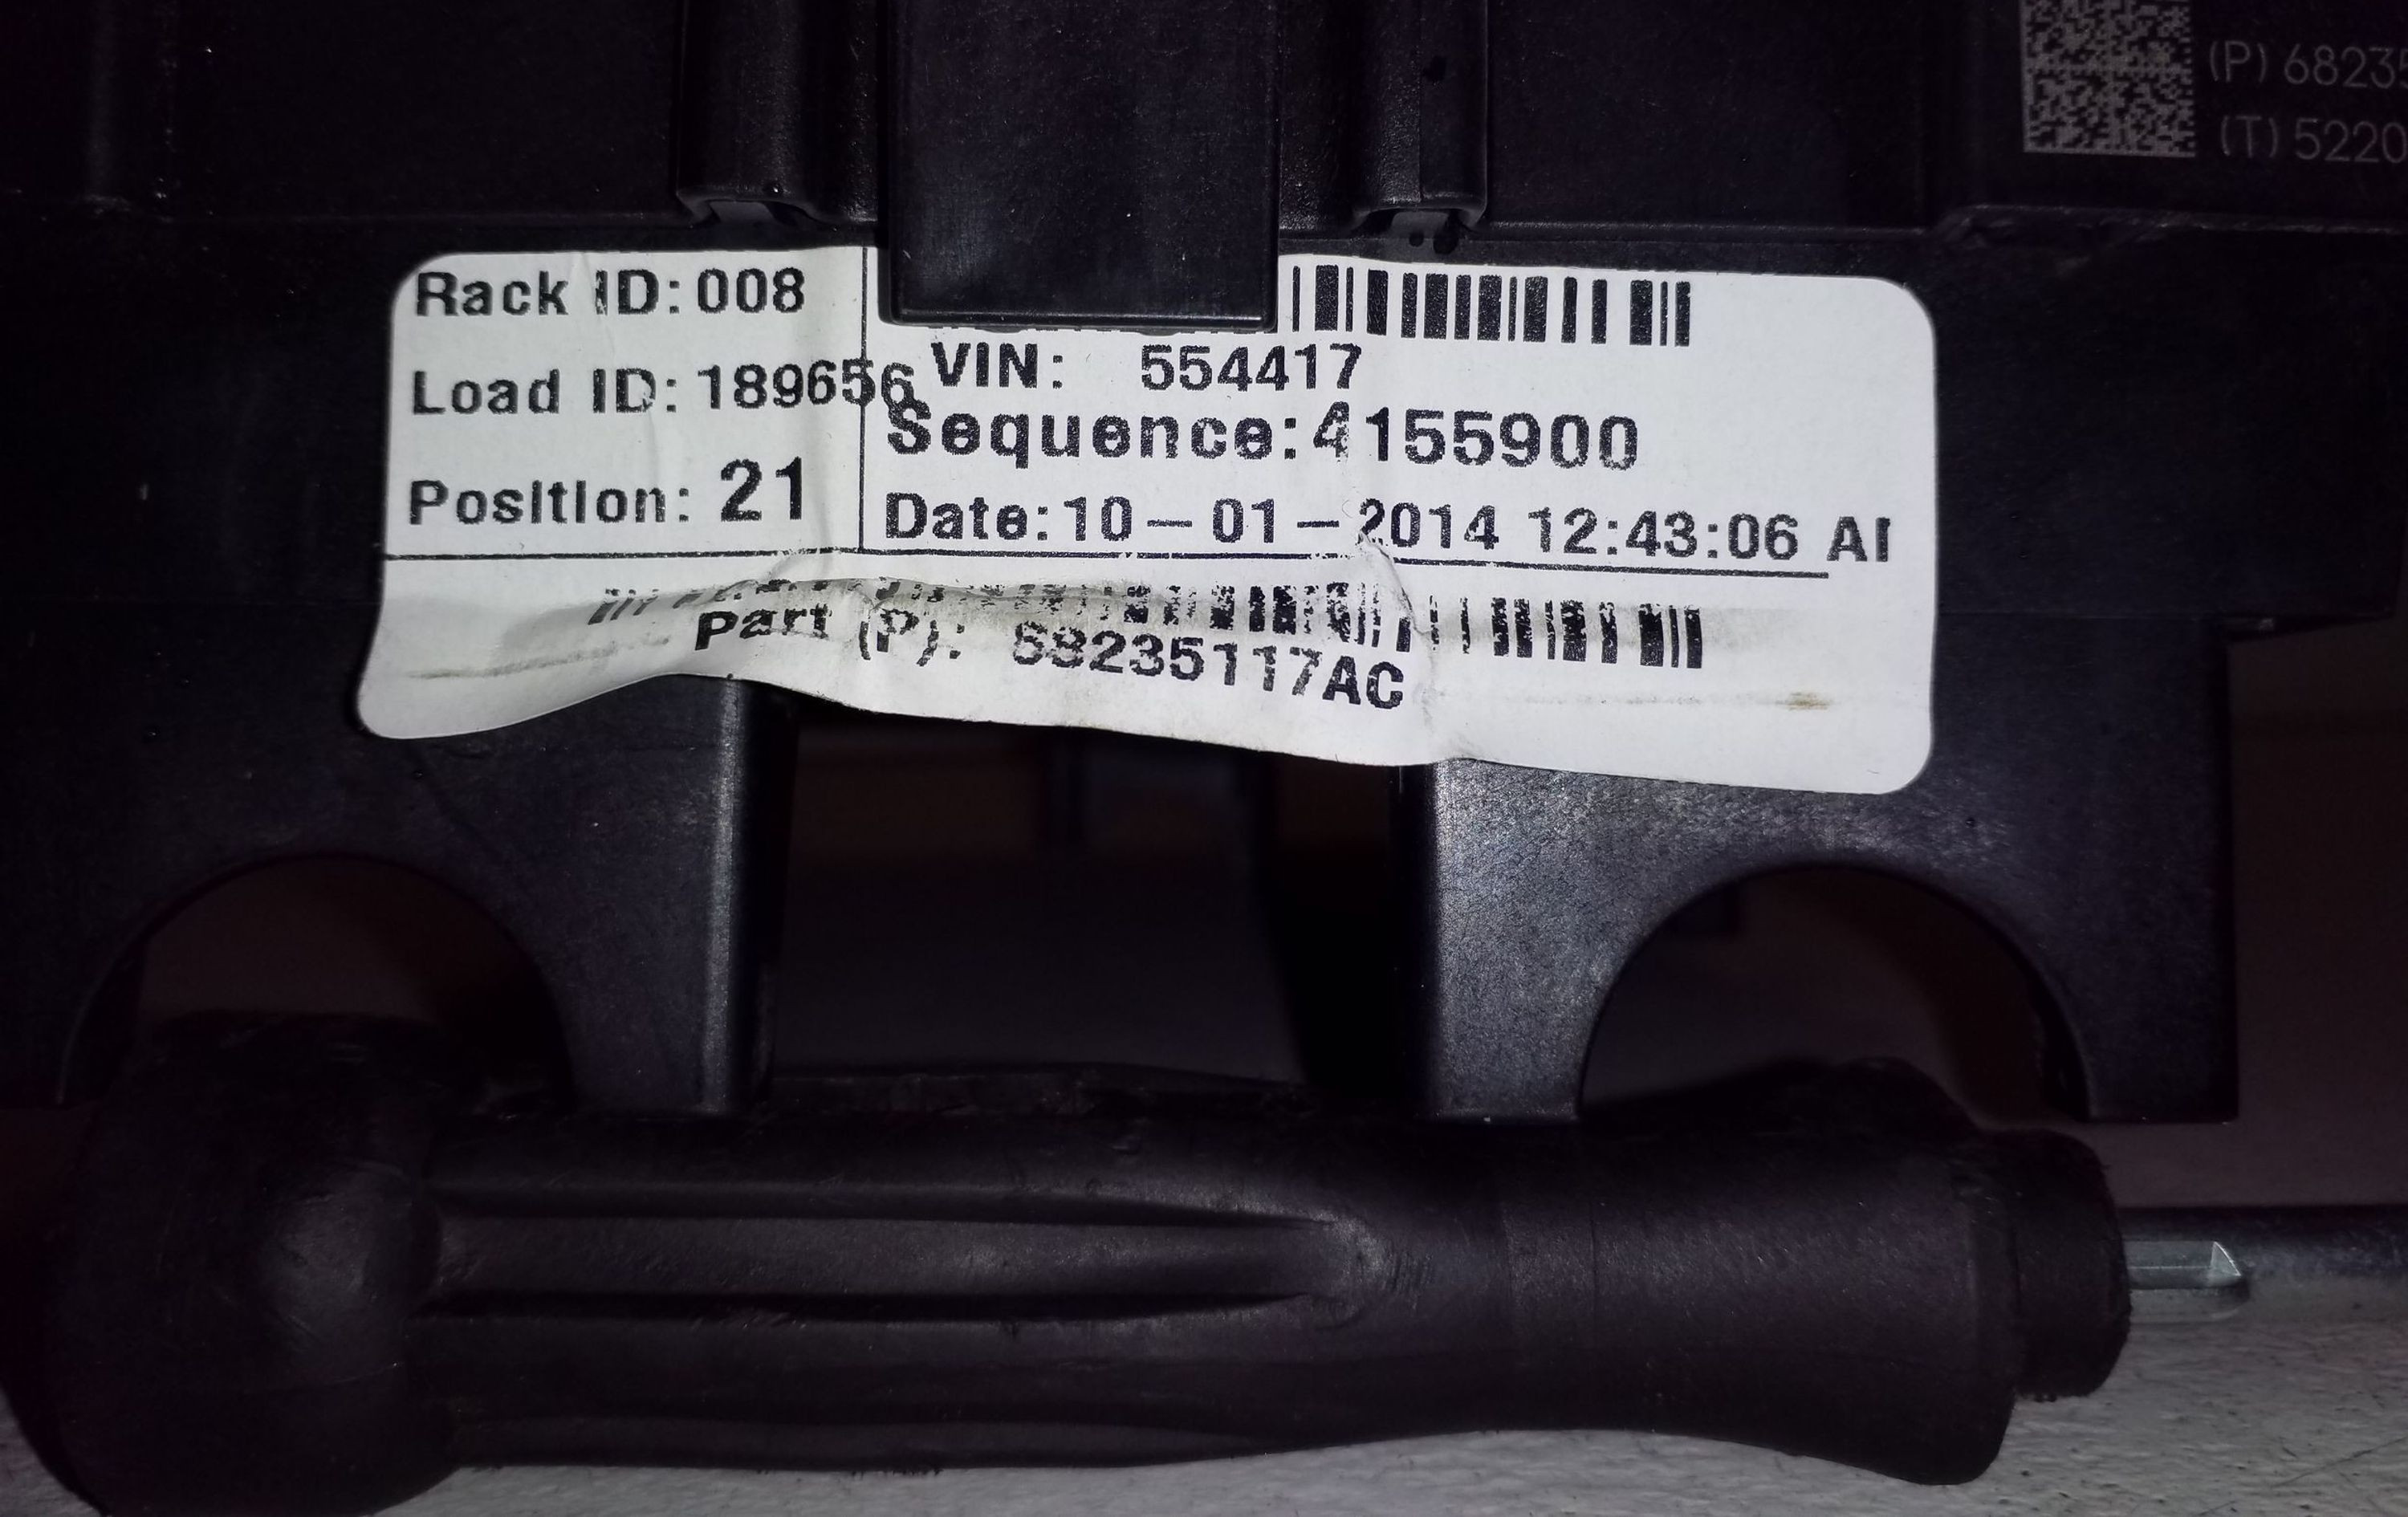 (P) 6823
(T) 5220
Rack ID: 008
Load ID: 189656
Position: 21
VIN: 554417
Sequence: 4155900
Date: 10-01-2014 12:43:06 AI
Part (P): 68235117AC